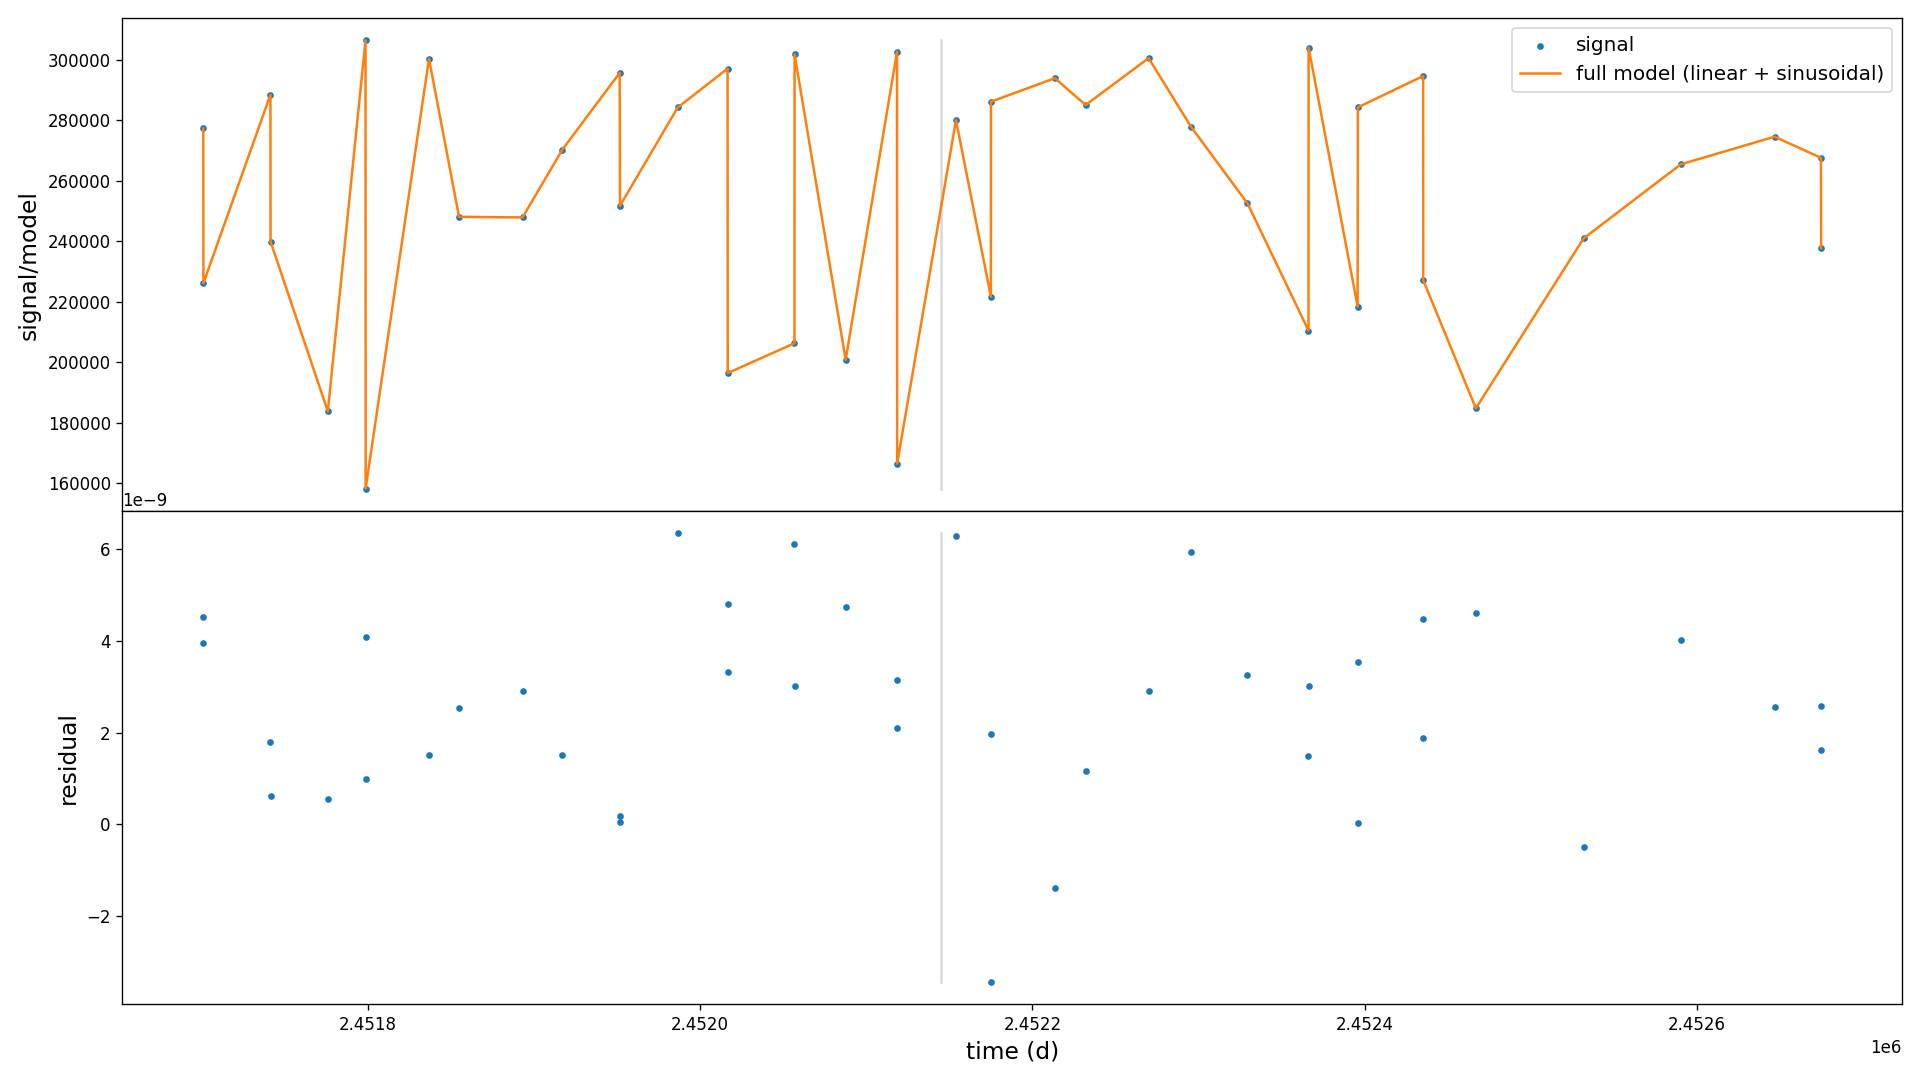 signal
full model (linear + sinusoidal)
300000
280000
260000
240000
220000
200000
180000
160000
signal/model
1e−9
6
4
2
0
−2
residual
2.4518
2.4520
2.4522
2.4524
2.4526
1e6
time (d)